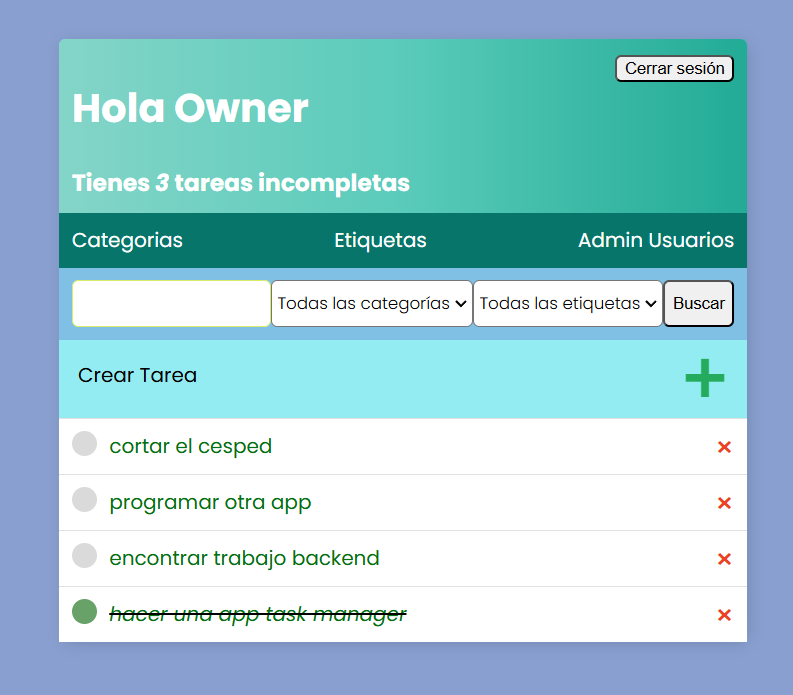 Cerrar sesión
Hola Owner
Tienes 3 tareas incompletas
Categorias Etiquetas Admin Usuarios
Todas las categorías Todas las etiquetas Buscar
Crear Tarea
cortar el cesped
programar otra app
encontrar trabajo backend
hacer una app task manager